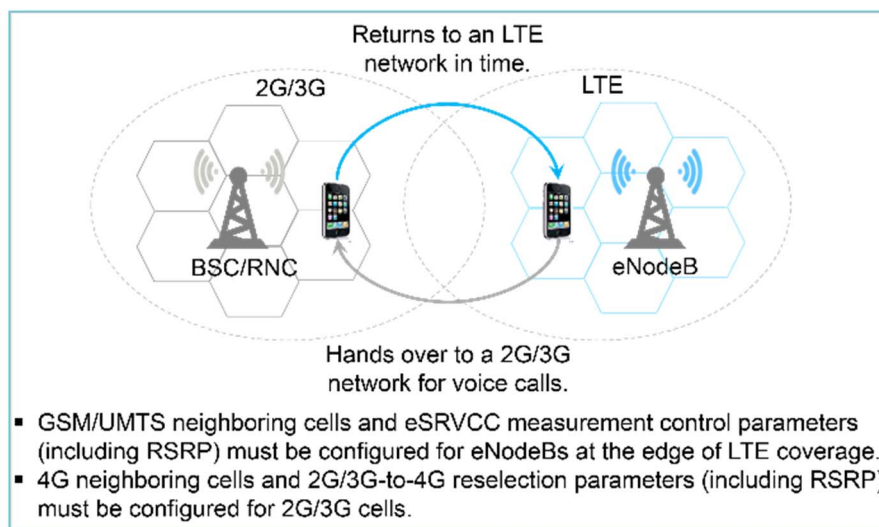 Returns to an LTE
network in time.
2G/3G
LTE
BSC/RNC
eNodeB
Hands over to a 2G/3G
network for voice calls.
▪ GSM/UMTS neighboring cells and eSRVCC measurement control parameters
(including RSRP) must be configured for eNodeBs at the edge of LTE coverage.
▪ 4G neighboring cells and 2G/3G-to-4G reselection parameters (including RSRP)
must be configured for 2G/3G cells.